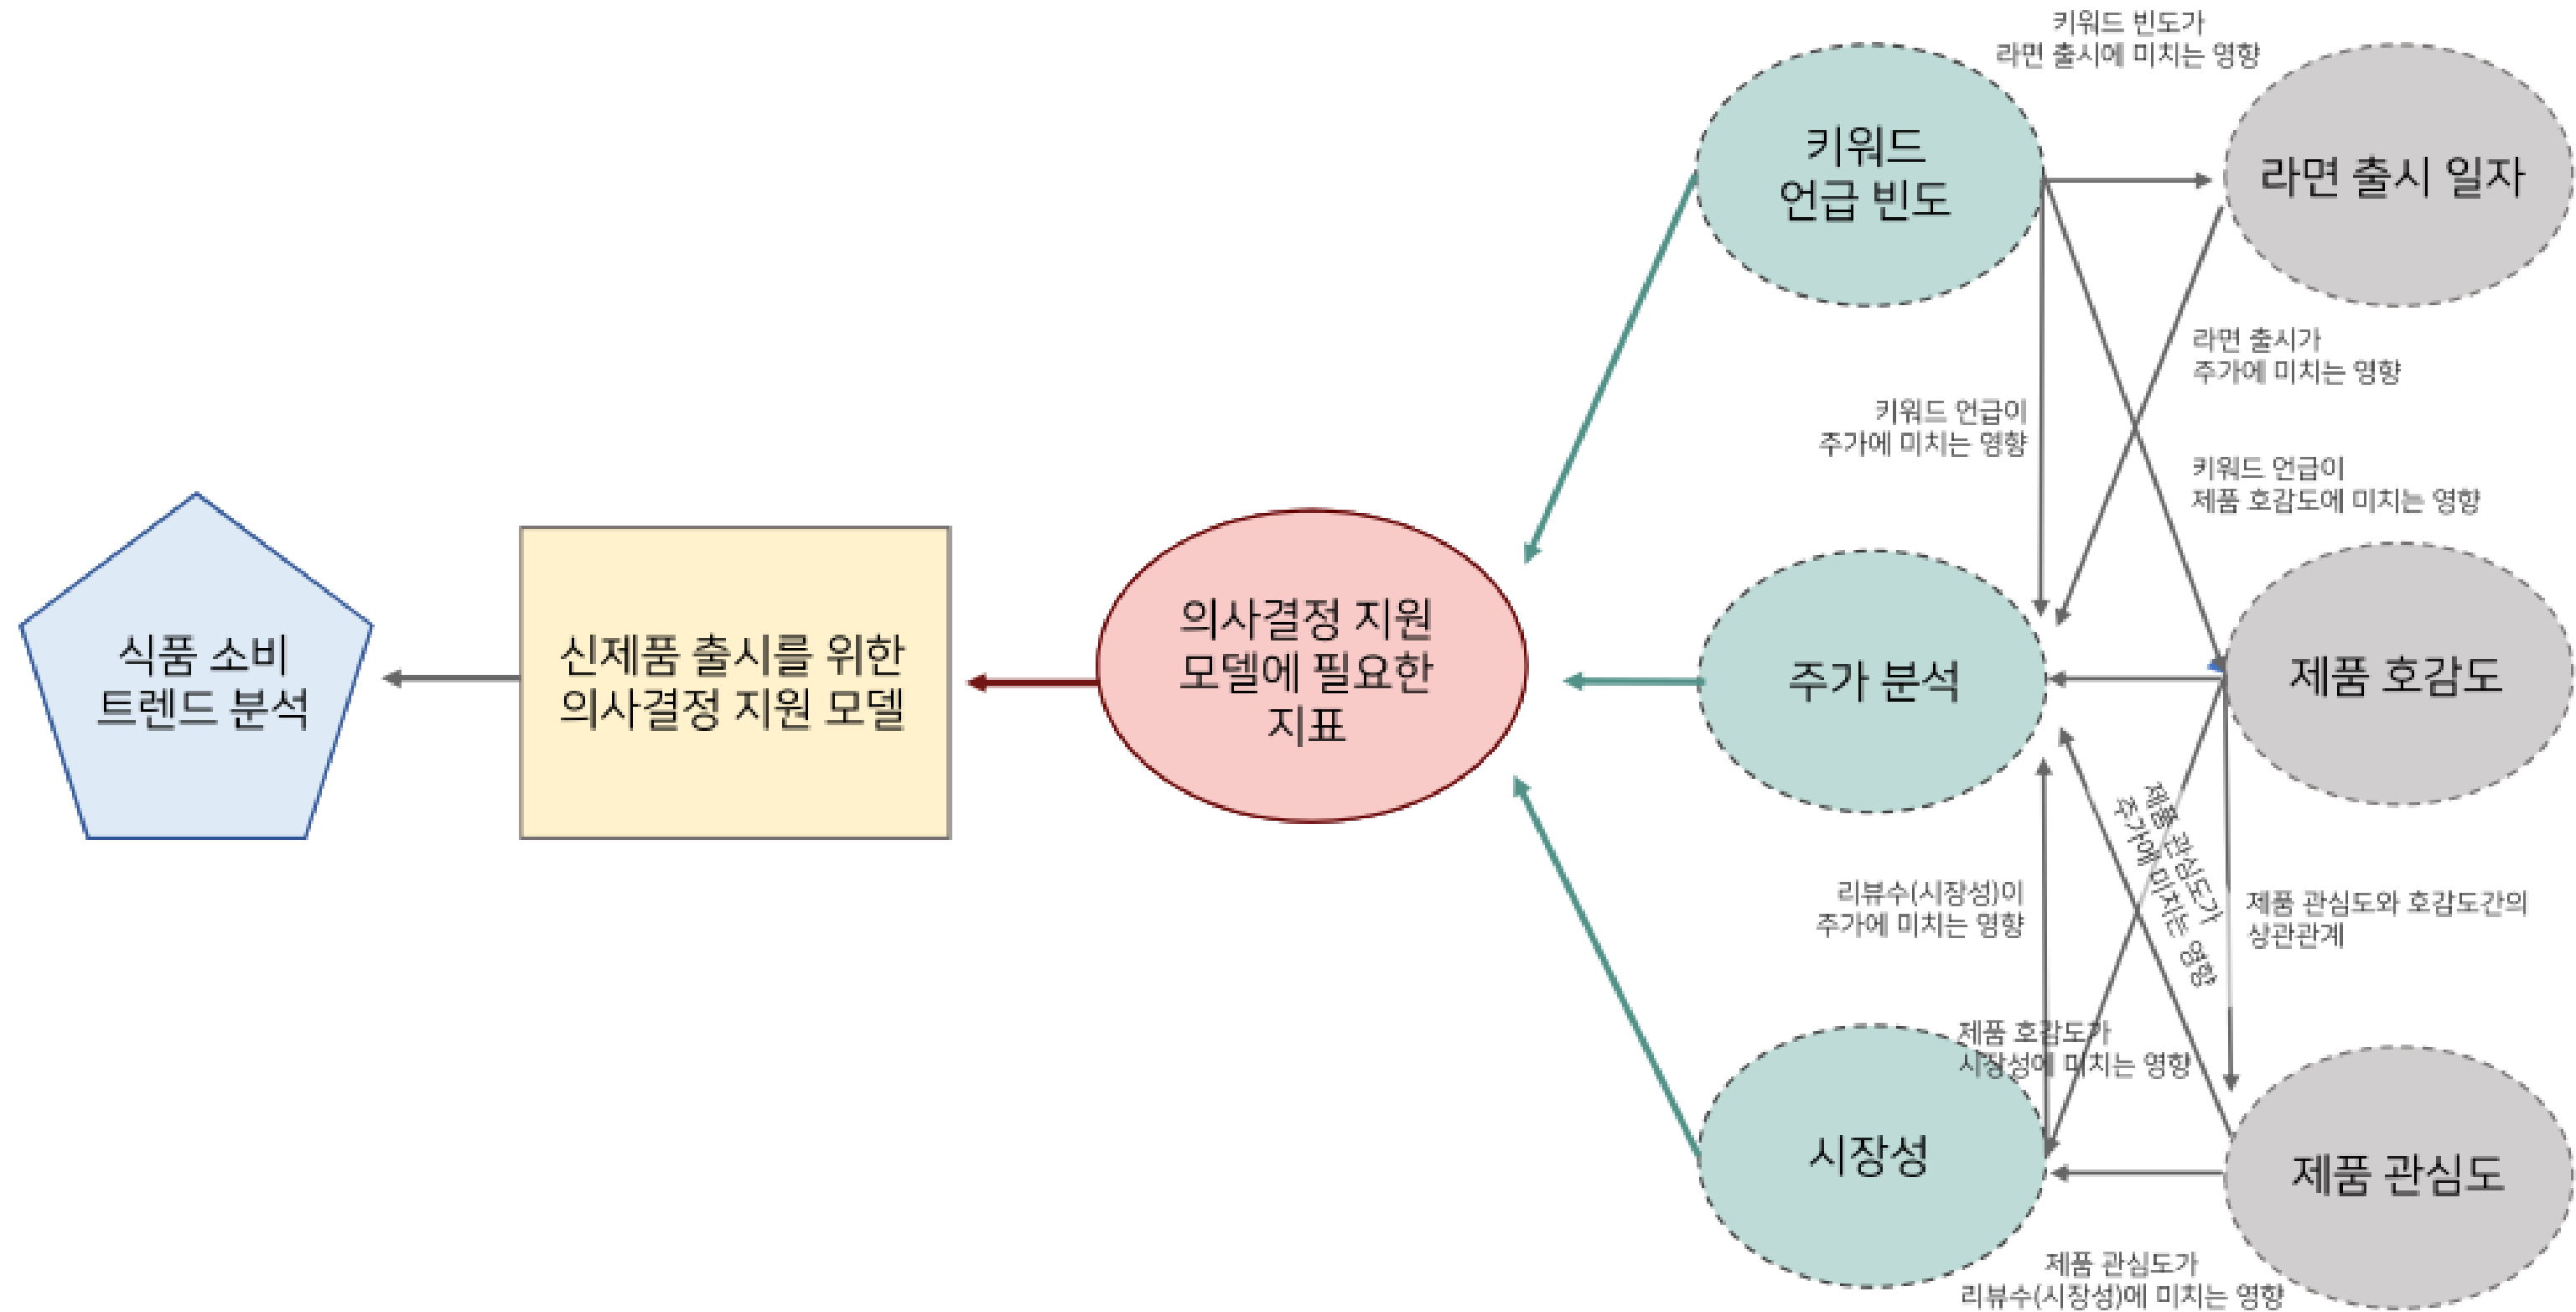 키워드 빈도가
라면 출시에 미치는 영향
키워드
언급 빈도
라면 출시 일자
라면 출시가
주가에 미치는 영향
키워드 언급이
주가에 미치는 영향
키워드 언급이
제품 호감도에 미치는 영향
식품 소비
트렌드 분석
신제품 출시를 위한
의사결정 지원 모델
의사결정 지원
모델에 필요한
지표
주가 분석
제품 호감도
제품 관심도가
주가에 미치는 영향
리뷰수(시장성)이
주가에 미치는 영향
제품 관심도와 호감도간의
상관관계
제품 호감도가
시장성에 미치는 영향
시장성
제품 관심도
제품 관심도가
리뷰수(시장성)에 미치는 영향